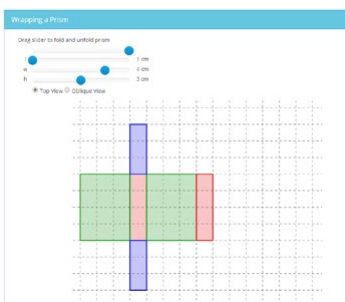 Wrapping a Prism
Drag slider to fold and unfold prism
l 1 cm
w 4 cm
h 3 cm
Top View Oblique View